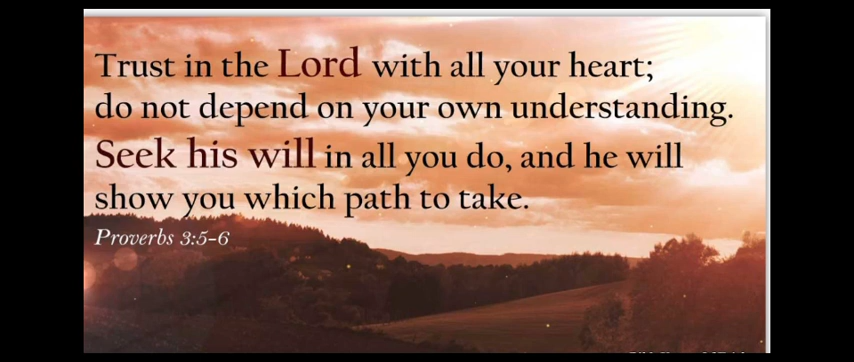 Trust in the Lord with all your heart;
do not depend on your own understanding.
Seek his will in all you do, and he will
show you which path to take.
Proverbs 3:5-6